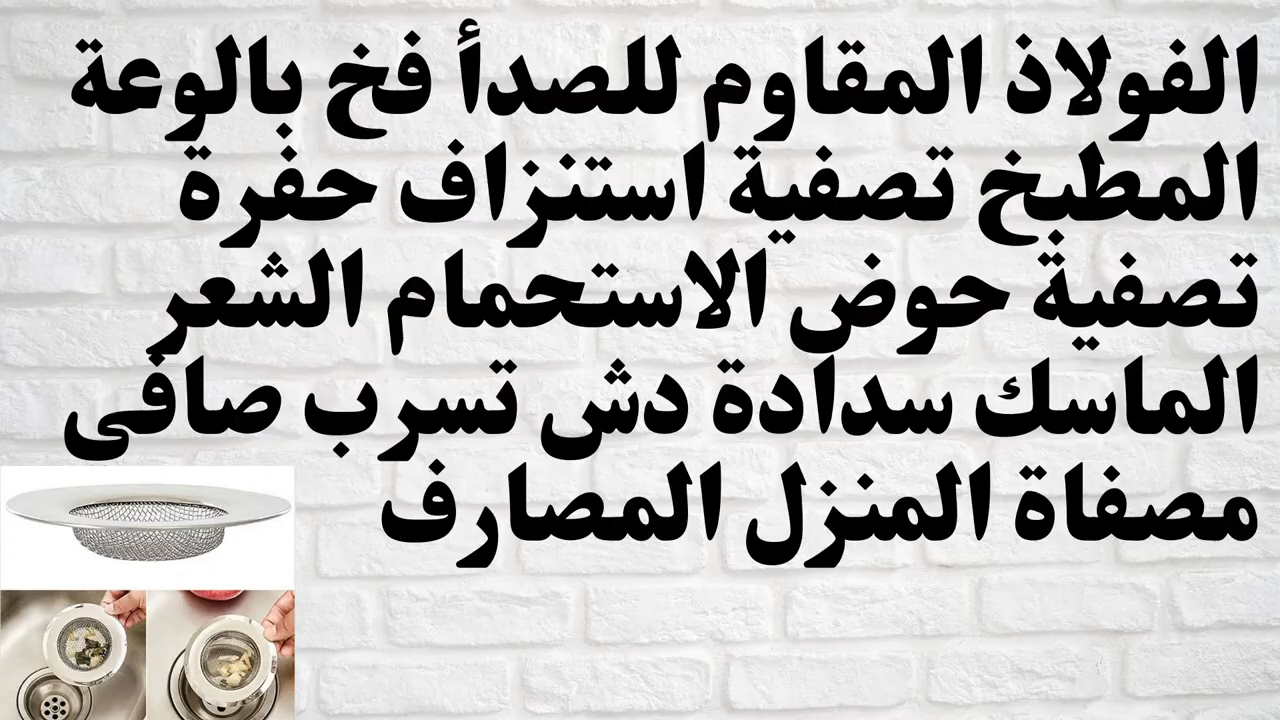 الفولاذ المقاوم للصدأ فخ بالوعة
المطبخ تصفية استنزاف حفرة
تصفية حوض الاستحمام الشعر
الماسك سدادة دش تسرب صافى
مصفاة المنزل المصارف